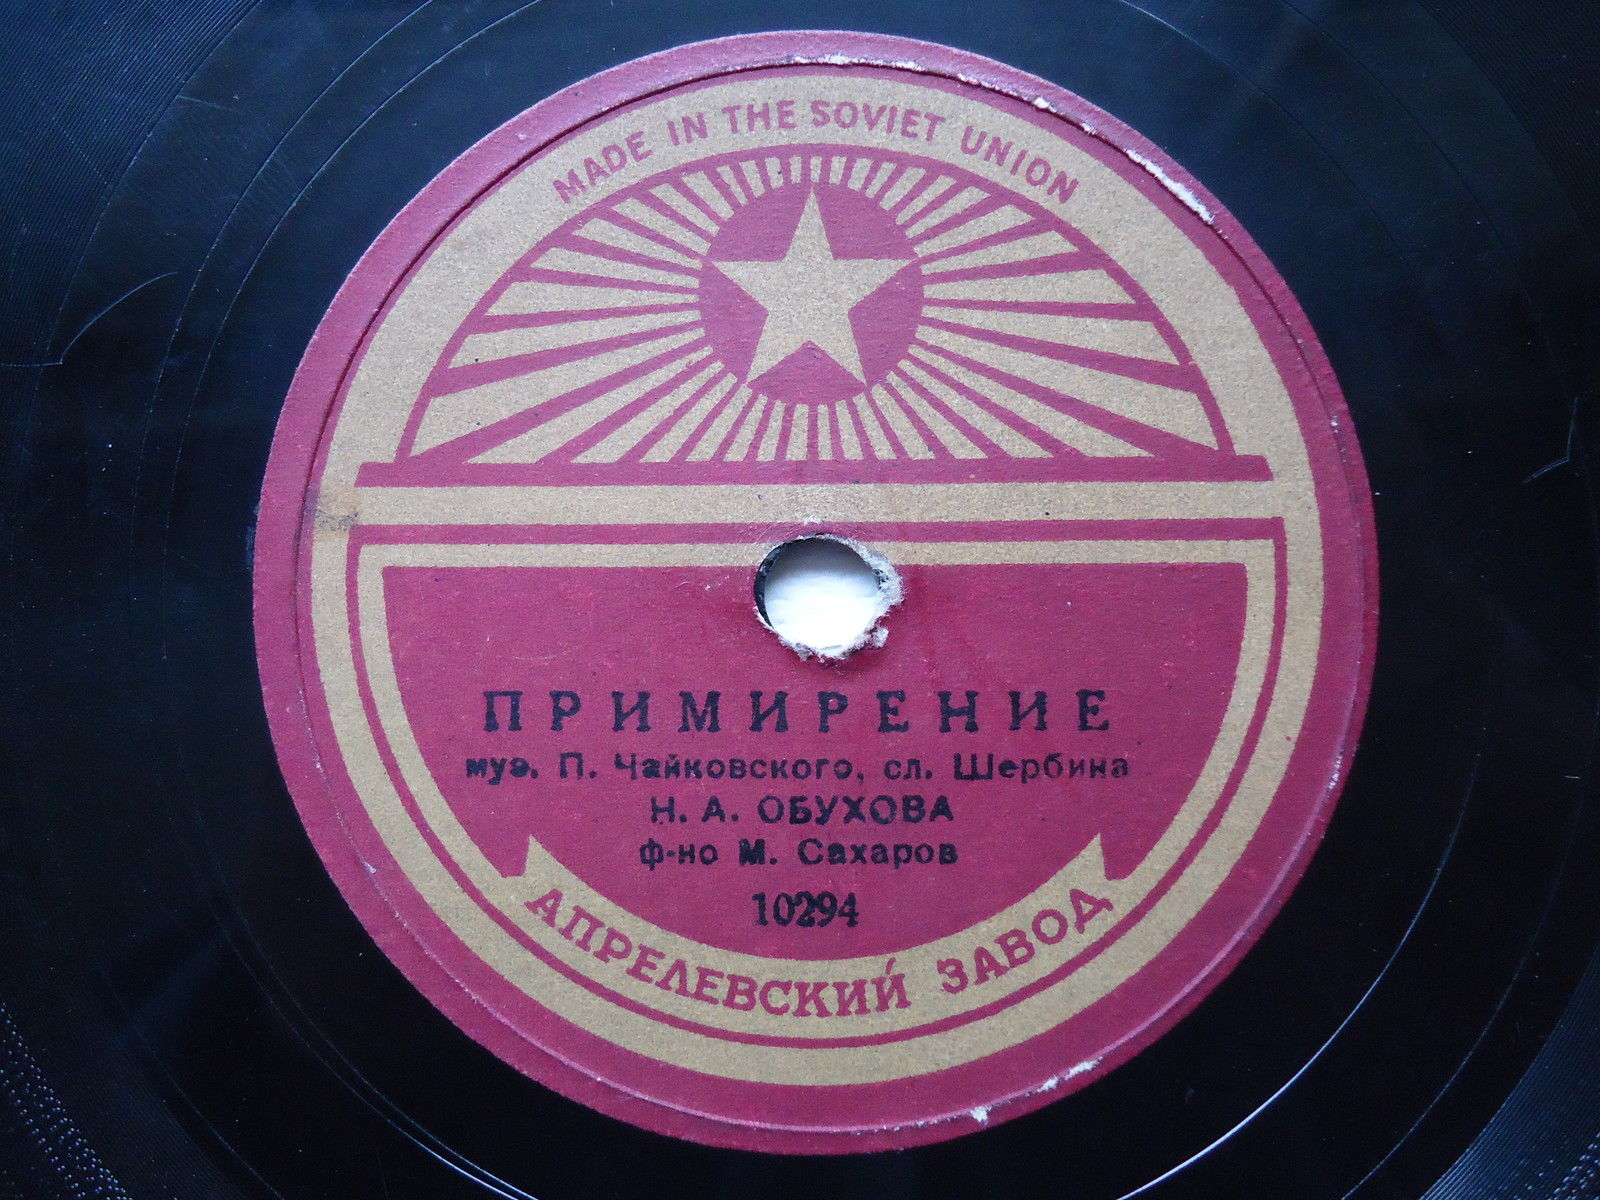 MADE IN THE SOVIET UNION
ПРИМИРЕНИЕ
муз. П. Чайковского, сл. Шербина
Н. А. ОБУХОВА
ф-но М. Сахаров
10294
АПРЕЛЕВСКИЙ ЗАВОД